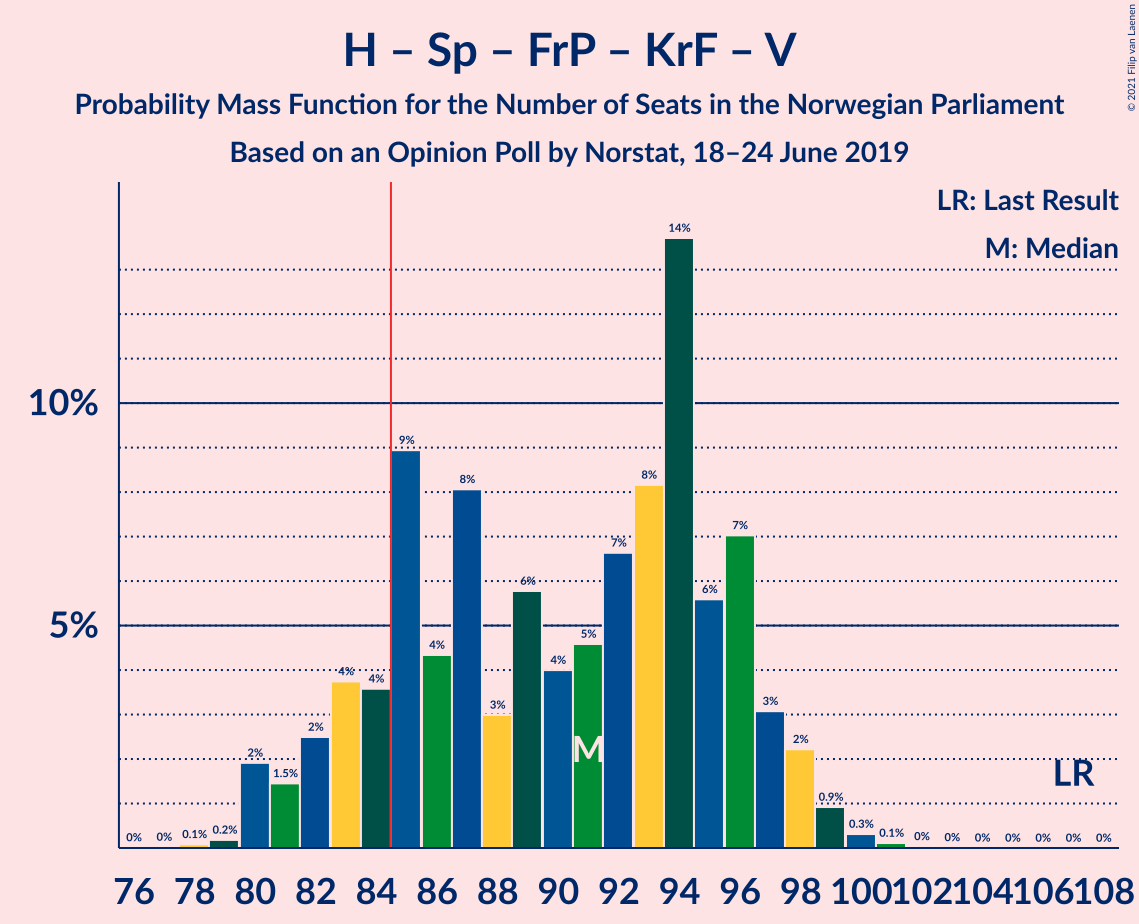 H – Sp – FrP – KrF – V
Probability Mass Function for the Number of Seats in the Norwegian Parliament
Based on an Opinion Poll by Norstat, 18–24 June 2019
© 2021 Filip van Laenen
LR: Last Result
M: Median
10%
5%
0% 0% 0.1% 0.2% 2% 1.5% 2% 4% 4% 9% 4% 8% 3% 6% 4% 5% 7% 8% 14% 6% 7% 3% 2% 0.9% 0.3% 0.1% 0% 0% 0% 0% 0% 0% 0%
M
LR
76 78 80 82 84 86 88 90 92 94 96 98 100 102 104 106 108